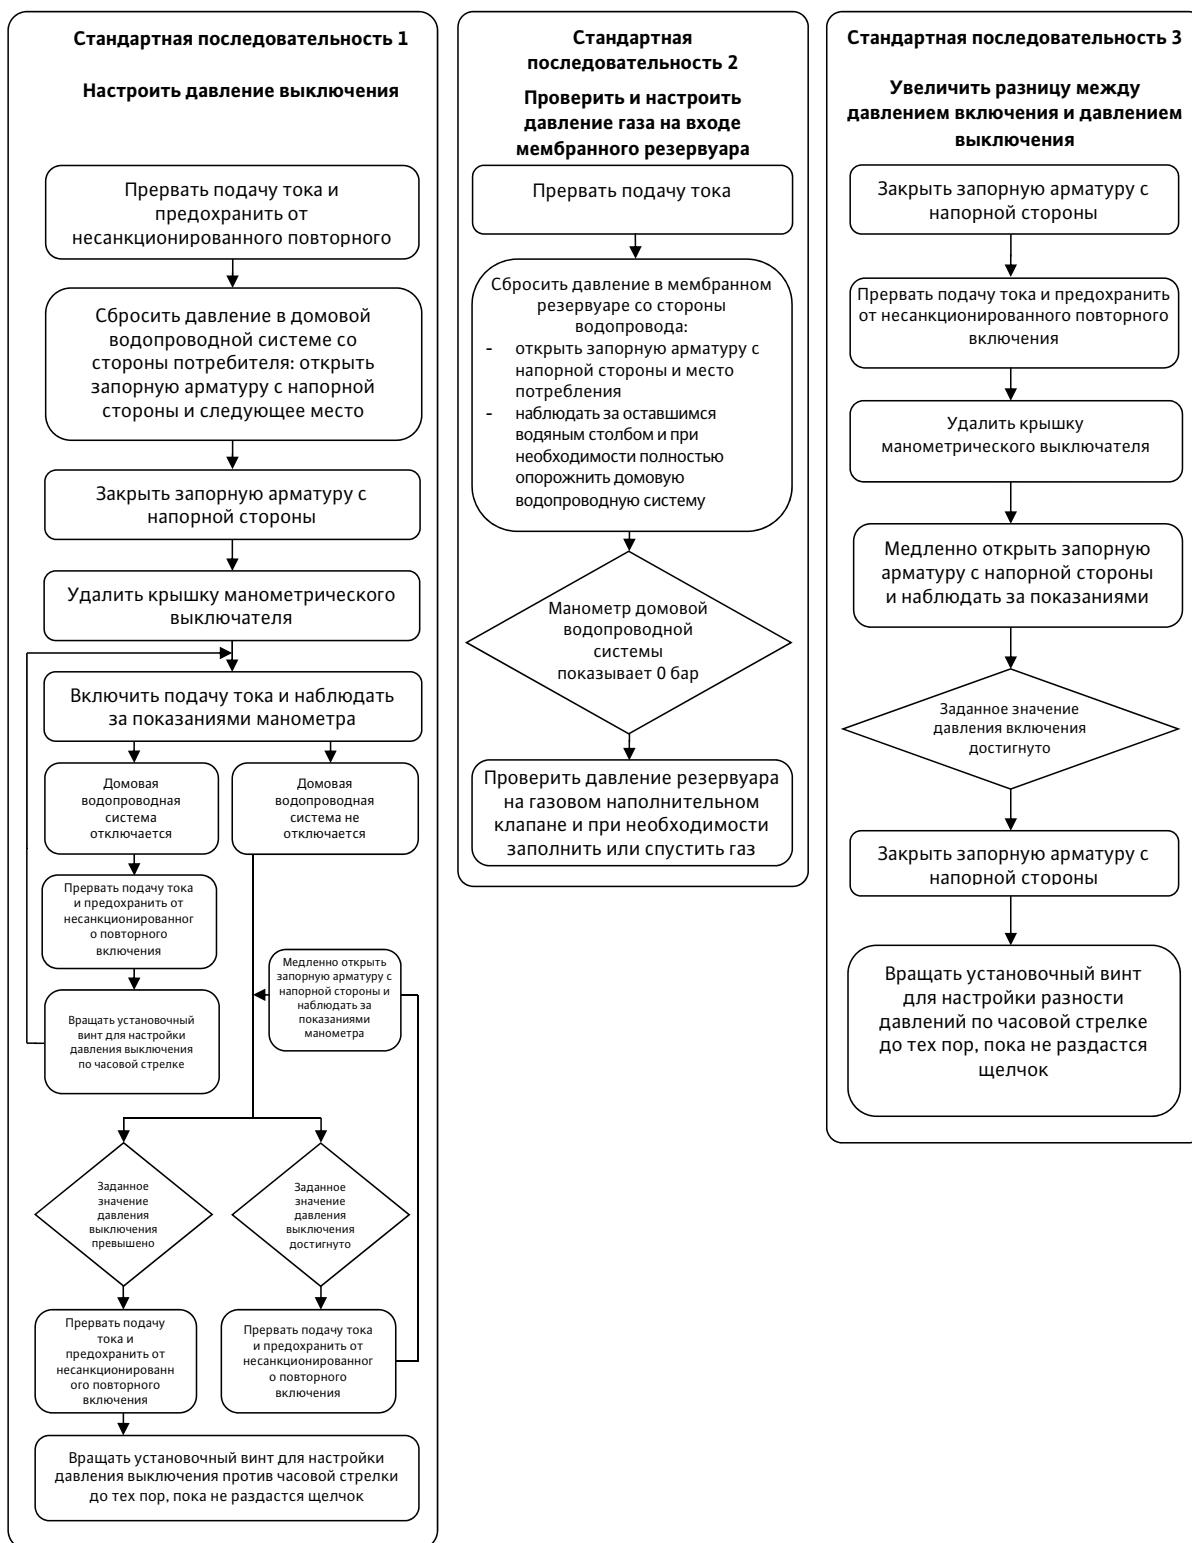 Стандартная последовательность 1
Настроить давление выключения
Прервать подачу тока и
предохранить от
несанкционированного повторного
Сбросить давление в домовой
водопроводной системе со
стороны потребителя: открыть
запорную арматуру с напорной
стороны и следующее место
Закрыть запорную арматуру с
напорной стороны
Удалить крышку манометрического
выключателя
Включить подачу тока и наблюдать
за показаниями манометра
Домовая
водопроводная
система
отключается
Домовая
водопроводная
система не
отключается
Прервать подачу тока
и предохранить от
несанкционированног
о повторного
включения
Медленно открыть
запорную арматуру с
напорной стороны и
наблюдать за
показаниями
манометра
Вращать установочный
винт для настройки
давления выключения
по часовой стрелке
Заданное
значение
давления
выключения
превышено
Заданное
значение
давления
выключения
достигнуто
Прервать подачу
тока и
предохранить от
несанкционированн
ого повторного
включения
Прервать подачу тока
и предохранить от
несанкционированног
о повторного
включения
Вращать установочный винт для настройки
давления выключения против часовой стрелки
до тех пор, пока не раздастся щелчок
Стандартная
последовательность 2
Проверить и настроить
давление газа на входе
мембранного резервуара
Прервать подачу тока
Сбросить давление в мембранном
резервуаре со стороны
водопровода:
- открыть запорную арматуру с
напорной стороны и место
потребления
- наблюдать за оставшимся
водяным столбом и при
необходимости полностью
опорожнить домовую
водопроводную систему
Манометр домовой
водопроводной
системы
показывает 0 бар
Проверить давление резервуара
на газовом наполнительном
клапане и при необходимости
заполнить или спустить газ
Стандартная последовательность 3
Увеличить разницу между
давлением включения и давлением
выключения
Закрыть запорную арматуру с
напорной стороны
Прервать подачу тока и предохранить
от несанкционированного повторного
включения
Удалить крышку
манометрического выключателя
Медленно открыть запорную
арматуру с напорной стороны
и наблюдать за показаниями
Заданное значение
давления включения
достигнуто
Закрыть запорную арматуру с
напорной стороны
Вращать установочный винт
для настройки разности
давлений по часовой стрелке
до тех пор, пока не раздастся
щелчок